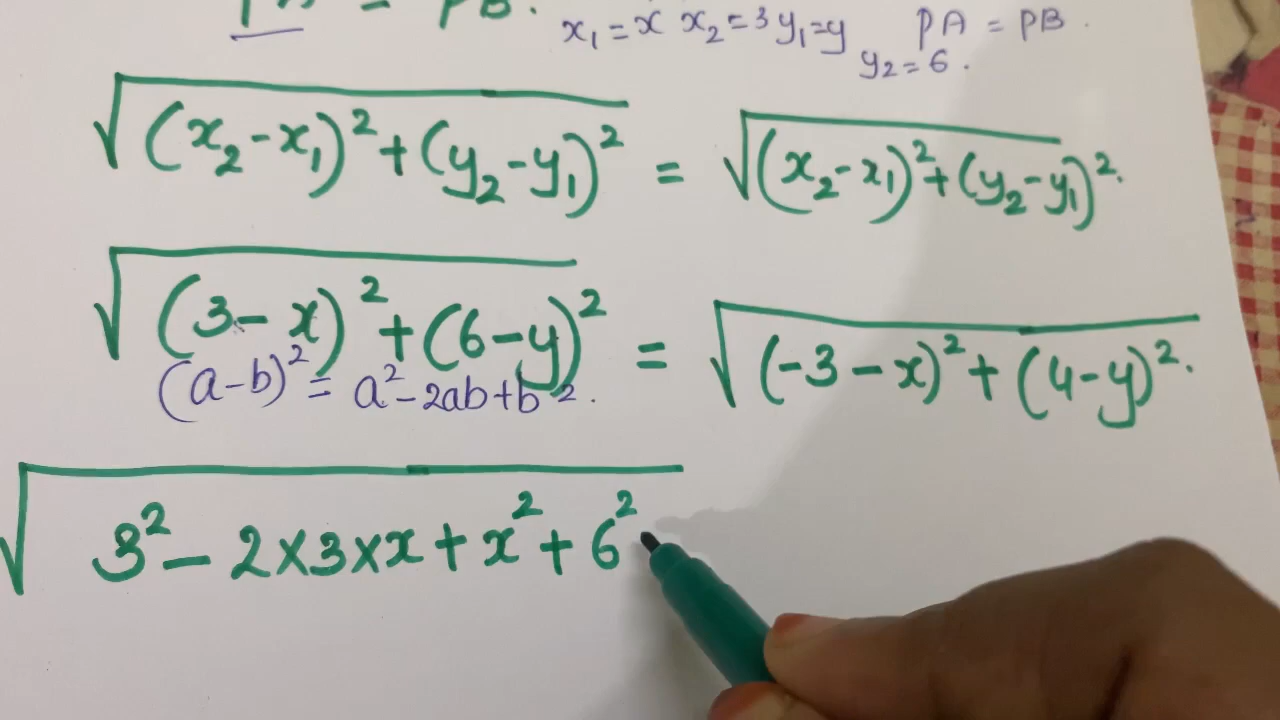 PA = PB.
x₁ = x x₂ = 3 y₁ = y PA = PB.
y₂ = 6.
√(x₂ - x₁)² + (y₂ - y₁)² = √(x₂ - x₁)² + (y₂ - y₁)².
√(3 - x)² + (6 - y)² = √(-3 - x)² + (4 - y)².
(a - b)² = a² - 2ab + b².
√3² - 2 × 3 × x + x² + 6²